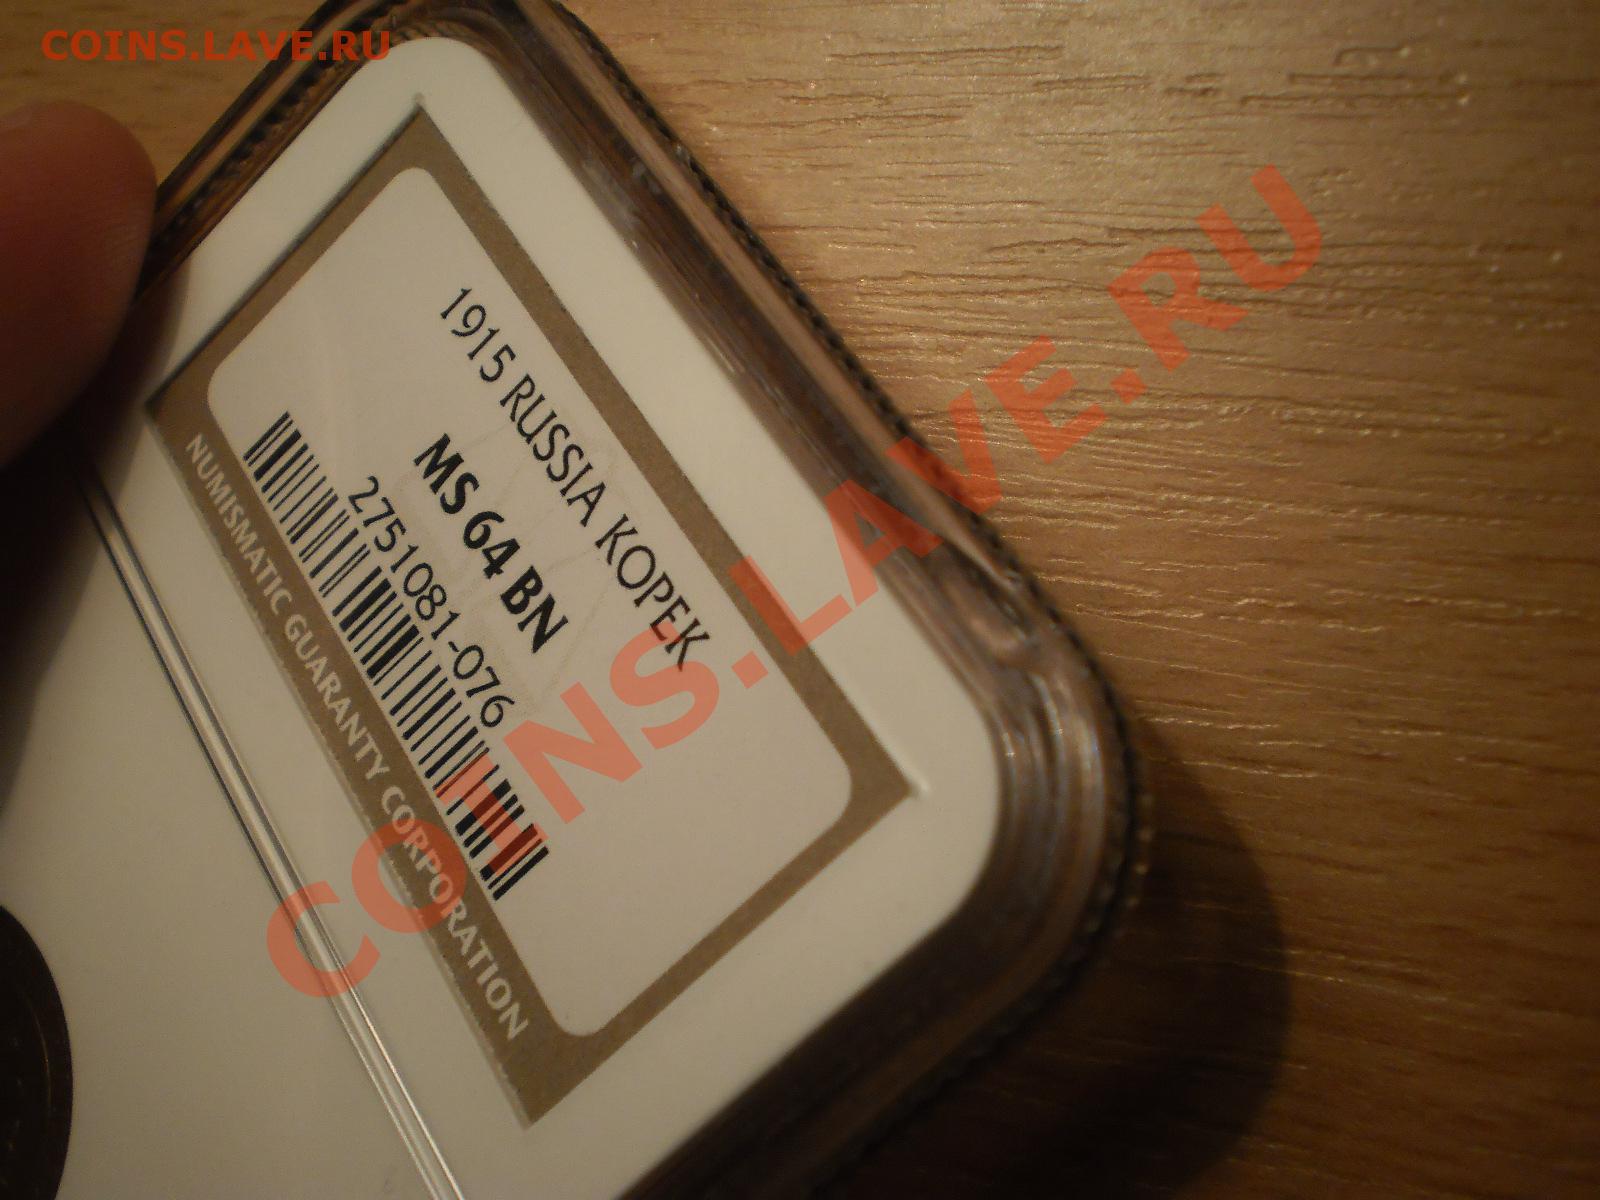 COINS.LAVE.RU
1915 RUSSIA KOPEK
MS 64 BN
2751081-076
NUMISMATIC GUARANTY CORPORATION
COINS.LAVE.RU